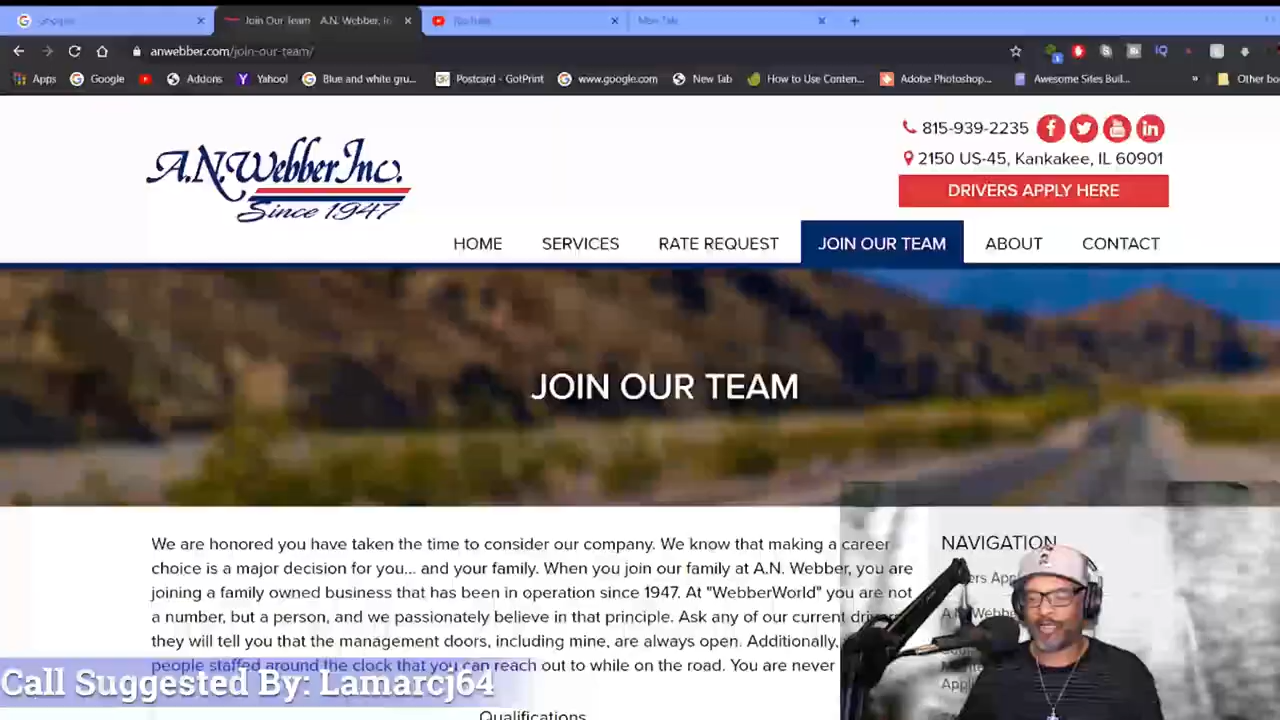 Google
Join Our Team - A.N. Webber, In
YouTube
New Tab
anwebber.com/join-our-team/
Apps
Google
Addons
Yahoo!
Blue and white gru...
Postcard - GotPrint
www.google.com
New Tab
How to Use Conten...
Adobe Photoshop...
Awesome Sites Buil...
»
Other bo
A.N. Webber Inc.
Since 1947
815-939-2235
2150 US-45, Kankakee, IL 60901
DRIVERS APPLY HERE
HOME
SERVICES
RATE REQUEST
JOIN OUR TEAM
ABOUT
CONTACT
JOIN OUR TEAM
We are honored you have taken the time to consider our company. We know that making a career
choice is a major decision for you... and your family. When you join our family at A.N. Webber, you are
joining a family owned business that has been in operation since 1947. At "WebberWorld" you are not
a number, but a person, and we passionately believe in that principle. Ask any of our current
they will tell you that the management doors, including mine, are always open. Additionally,
people staffed around the clock that you can reach out to while on the road. You are never
Qualifications
NAVIGATION
A.N. Webbe
Appli
Call Suggested By: Lamarcj64